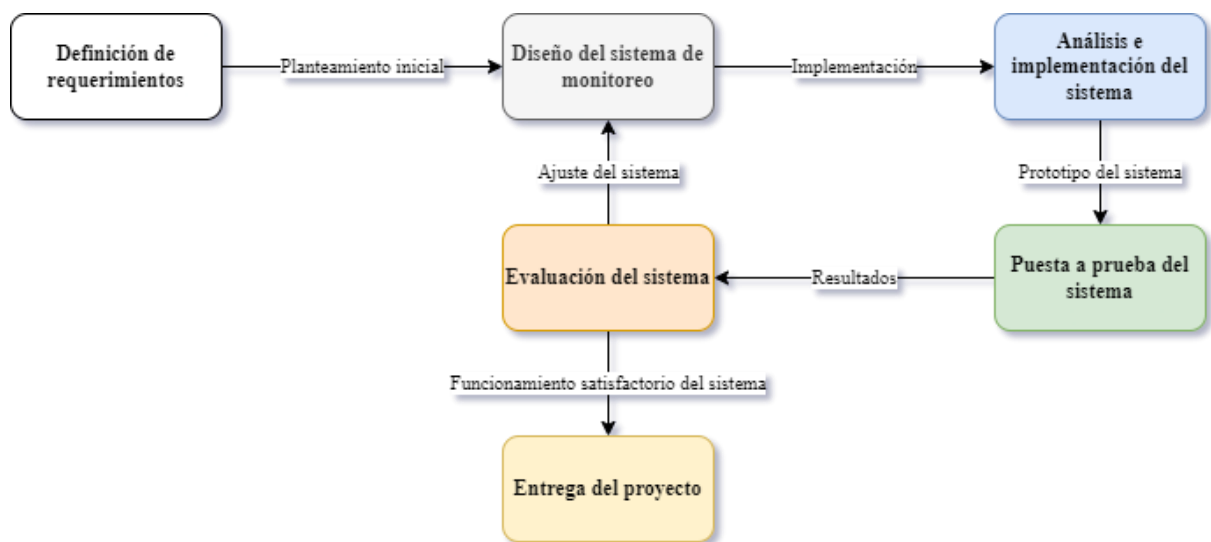 Definición de
requerimientos
Planteamiento inicial
Diseño del sistema de
monitoreo
Implementación
Análisis e
implementación del
sistema
Ajuste del sistema
Prototipo del sistema
Evaluación del sistema
Resultados
Puesta a prueba del
sistema
Funcionamiento satisfactorio del sistema
Entrega del proyecto